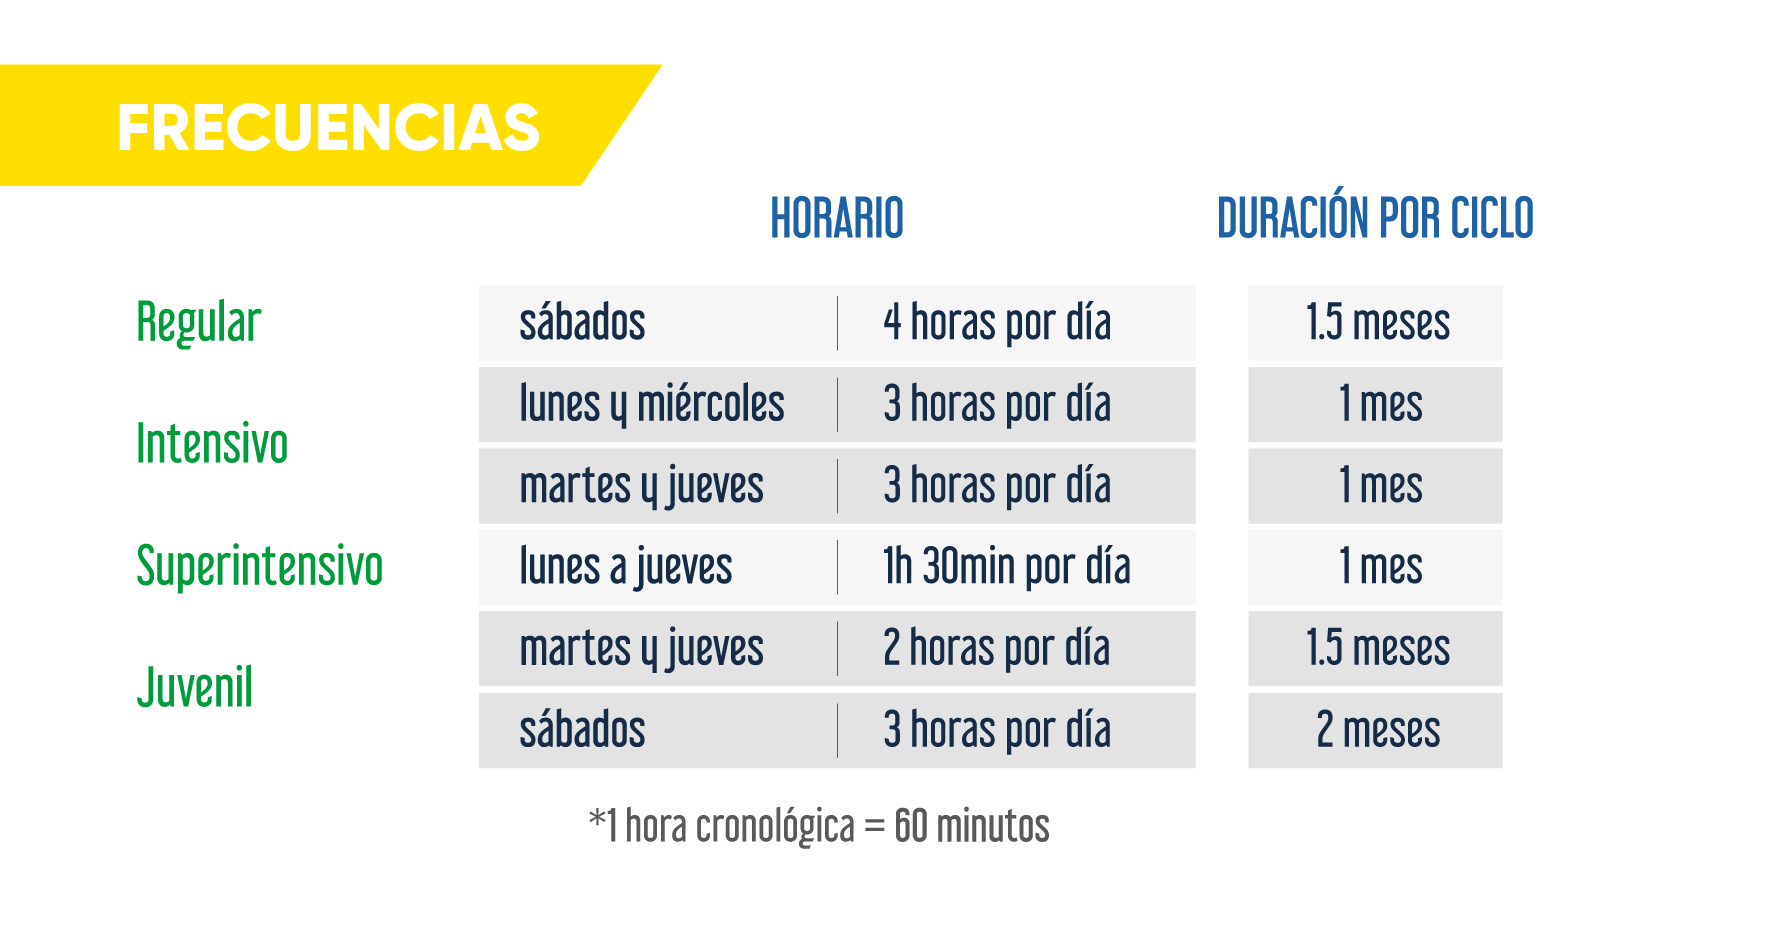 FRECUENCIAS
HORARIO DURACIÓN POR CICLO
Regular sábados 4 horas por día 1.5 meses
lunes y miércoles 3 horas por día 1 mes
Intensivo
martes y jueves 3 horas por día 1 mes
Superintensivo lunes a jueves 1h 30min por día 1 mes
martes y jueves 2 horas por día 1.5 meses
Juvenil
sábados 3 horas por día 2 meses
*1 hora cronológica = 60 minutos